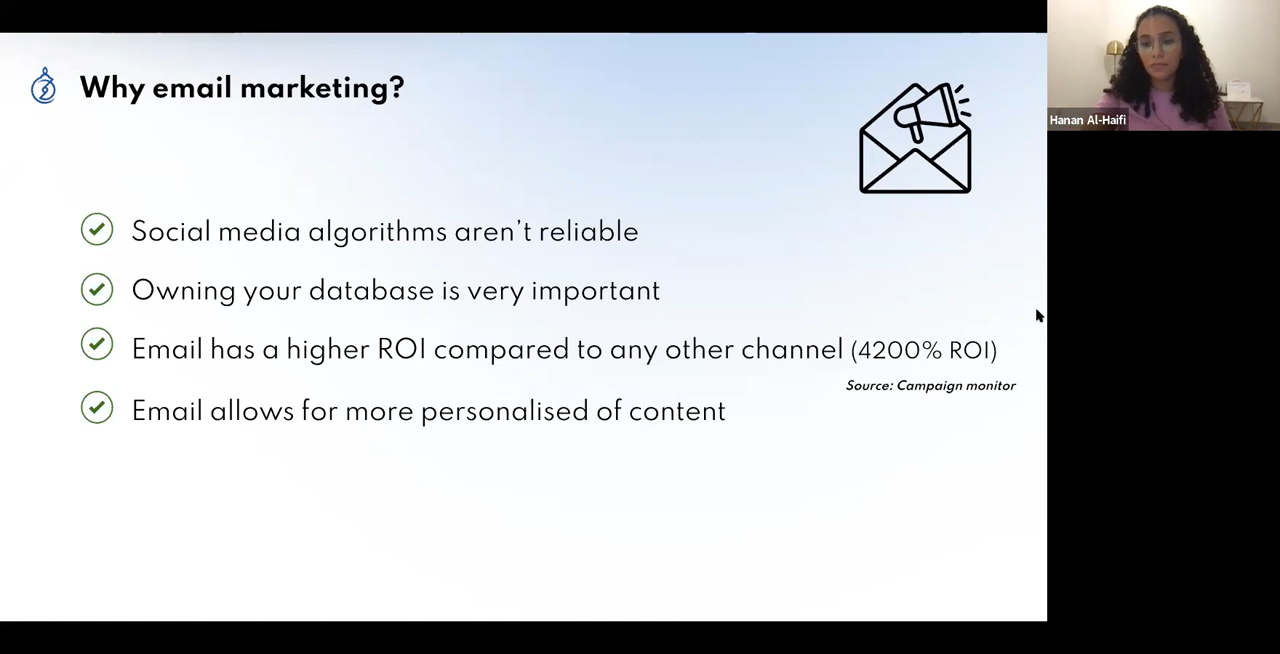 Why email marketing?
Hanan Al-Haifi
Social media algorithms aren't reliable
Owning your database is very important
Email has a higher ROI compared to any other channel (4200% ROI)
Source: Campaign monitor
Email allows for more personalised of content